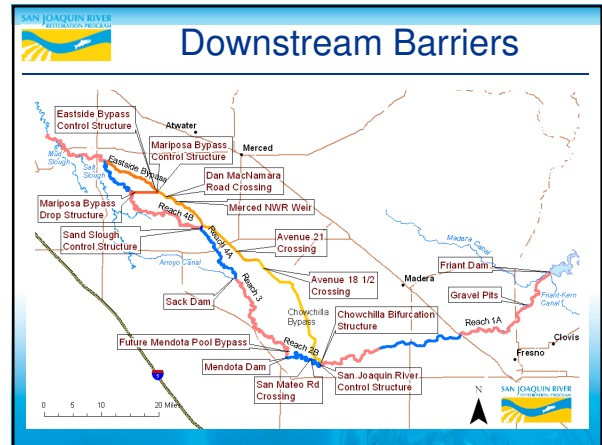 SAN JOAQUIN RIVER
RESTORATION PROGRAM
Downstream Barriers
Eastside Bypass
Control Structure
Atwater
Mariposa Bypass
Control Structure
Merced
Mud
Slough
Salt
Slough
Eastside Bypass
Dan MacNamara
Road Crossing
Mariposa Bypass
Drop Structure
Reach 4B
Merced NWR Weir
Sand Slough
Control Structure
Reach 4A
Avenue 21
Crossing
Madera Canal
Arroyo Canal
Friant Dam
Avenue 18 1/2
Crossing
Madera
Sack Dam
Reach 3
Gravel Pits
Friant-Kern
Canal
Chowchilla
Bypass
Chowchilla Bifurcation
Structure
Reach 1A
Future Mendota Pool Bypass
Reach 2B
Clovis
Fresno
Mendota Dam
San Mateo Rd
Crossing
San Joaquin River
Control Structure
5
N
0 5 10 20 Miles
SAN JOAQUIN RIVER
RESTORATION PROGRAM